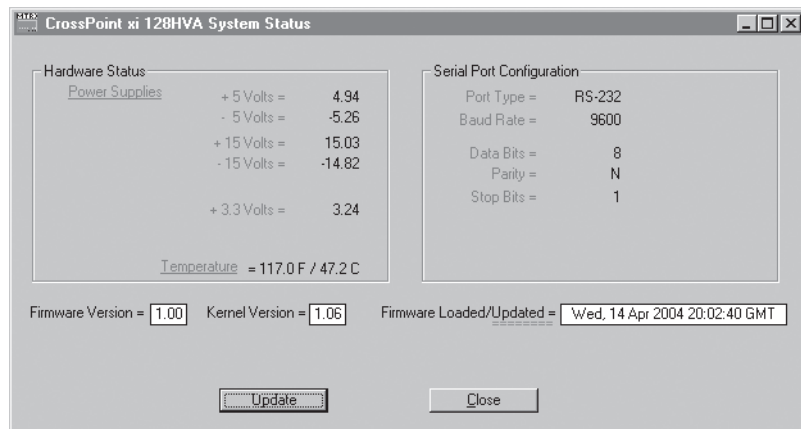 CrossPoint xi 128HVA System Status
Hardware Status
Power Supplies
+ 5 Volts = 4.94
- 5 Volts = -5.26
+ 15 Volts = 15.03
- 15 Volts = -14.82
+ 3.3 Volts = 3.24
Temperature = 117.0 F / 47.2 C
Serial Port Configuration
Port Type = RS-232
Baud Rate = 9600
Data Bits = 8
Parity = N
Stop Bits = 1
Firmware Version = 1.00 Kernel Version = 1.06 Firmware Loaded/Updated = Wed, 14 Apr 2004 20:02:40 GMT
Update Close